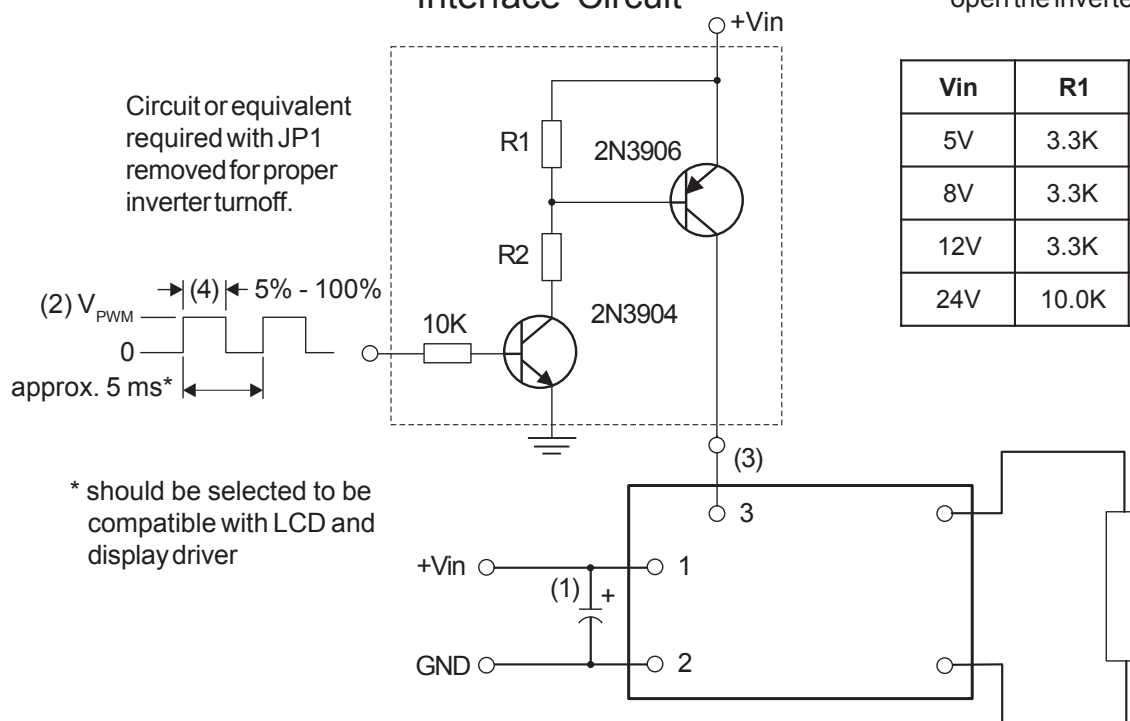 Interface Circuit
open the inverte
+Vin
Circuit or equivalent
required with JP1
removed for proper
inverter turnoff.
R1
2N3906
R2
2N3904
10K
(2) VPWM
(4)
5% - 100%
0
approx. 5 ms*
* should be selected to be
compatible with LCD and
display driver
(3)
3
+Vin
1
(1)
+
GND
2
Vin R1
5V 3.3K
8V 3.3K
12V 3.3K
24V 10.0K